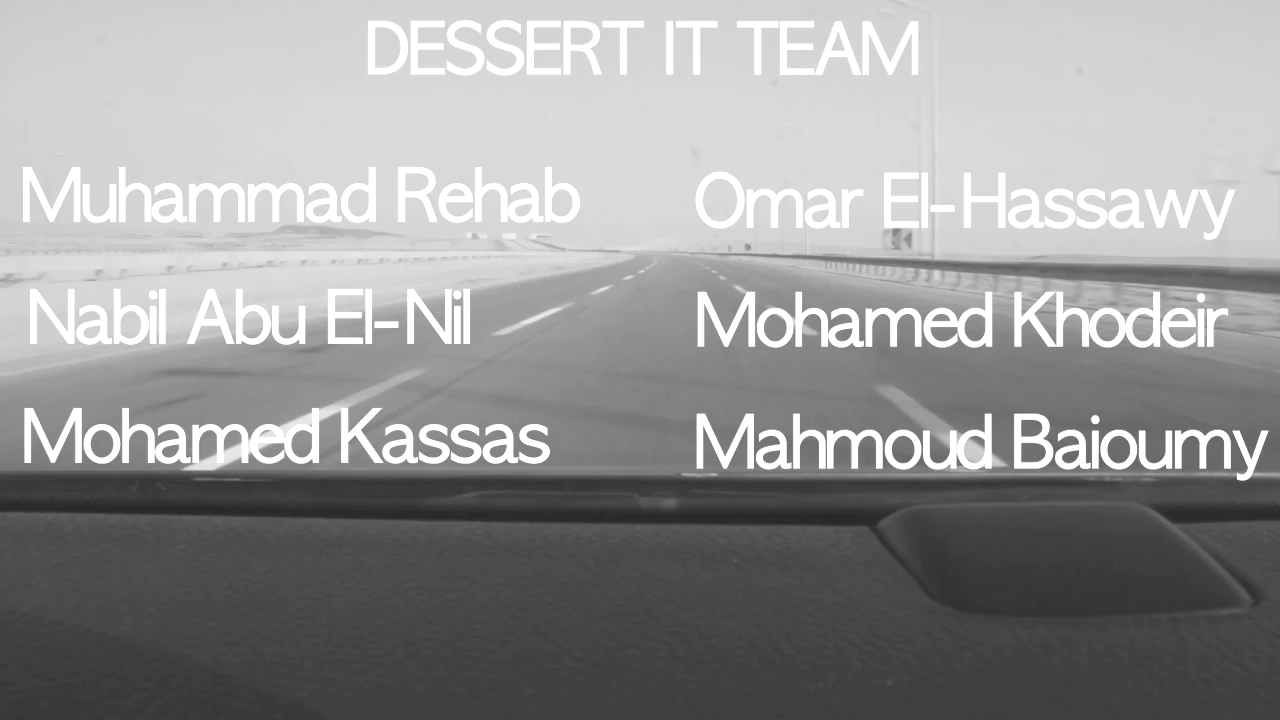 DESSERT IT TEAM
Muhammad Rehab
Omar El-Hassawy
Nabil Abu El-Nil
Mohamed Khodeir
Mohamed Kassas
Mahmoud Baioumy